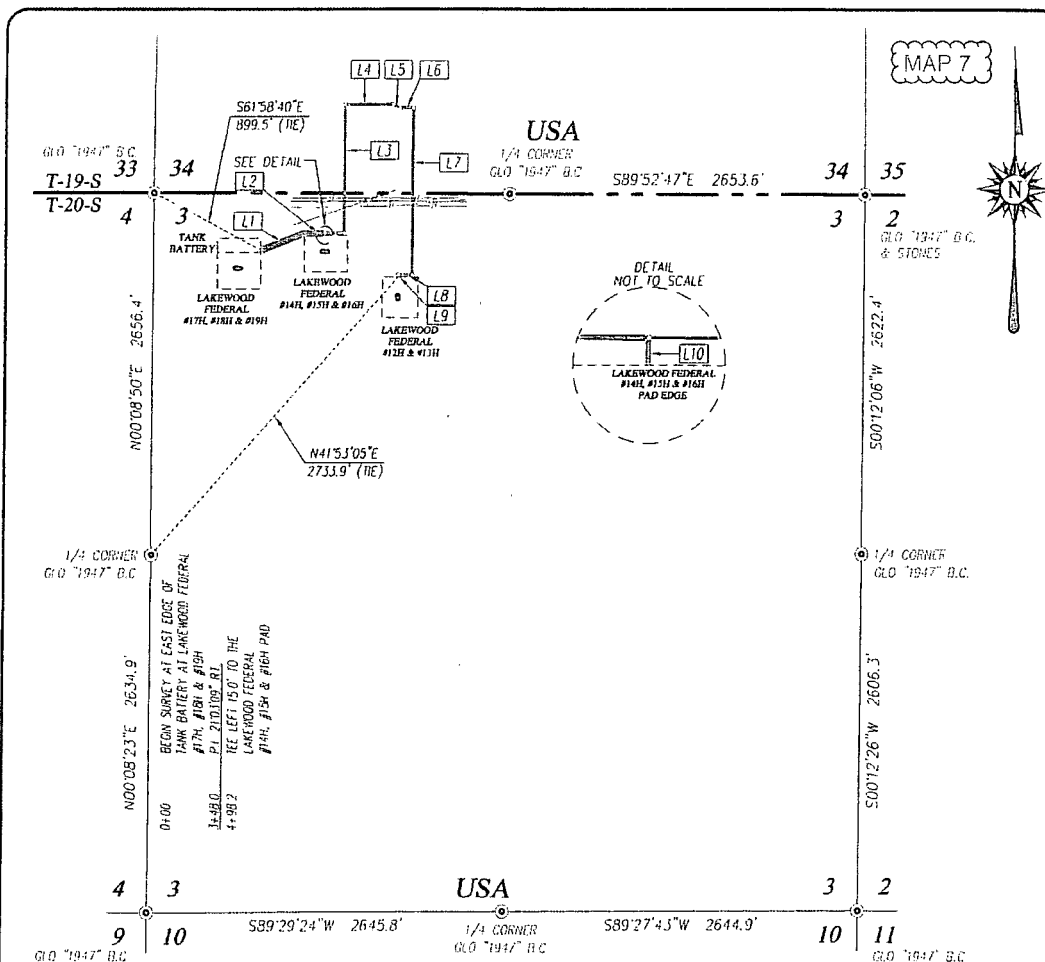 MAP 7
L4
L5
L6
S61°58'40"E
899.5' (TIE)
USA
GLO "1947" B.C.
1/4 CORNER
GLO "1947" B.C
L3
L7
SEE DETAIL
33
34
S89°52'47"E 2653.6'
34
35
L2
T-19-S
T-20-S
N
4
3
3
2
L1
TANK
BATTERY
GLO "1947" B.C.
& STONES
DETAIL
NOT TO SCALE
LAKEWOOD
FEDERAL
#17H, #18H & #19H
LAKEWOOD
FEDERAL
#14H, #15H & #16H
L8
L9
LAKEWOOD
FEDERAL
#12H & #13H
L10
LAKEWOOD FEDERAL
#14H, #15H & #16H
PAD EDGE
N00°08'50"E 2656.4'
S00°12'06"W 2622.4'
N41°53'05"E
2733.9' (TIE)
1/4 CORNER
GLO "1947" B.C
1/4 CORNER
GLO "1947" B.C.
0+00 BEGIN SURVEY AT EAST EDGE OF
TANK BATTERY AT LAKEWOOD FEDERAL
#17H, #18H & #19H
3+48.0 P.I. 21°03'09" RT
4+98.2 TEE LEFT 15.0' TO THE
LAKEWOOD FEDERAL
#14H, #15H & #16H PAD
N00°08'23"E 2634.9'
S00°12'26"W 2606.3'
4
3
USA
3
2
9
10
S89°29'24"W 2645.8'
1/4 CORNER
GLO "1947" B.C
S89°27'43"W 2644.9'
10
11
GLO "1947" B.C
GLO "1947" B.C